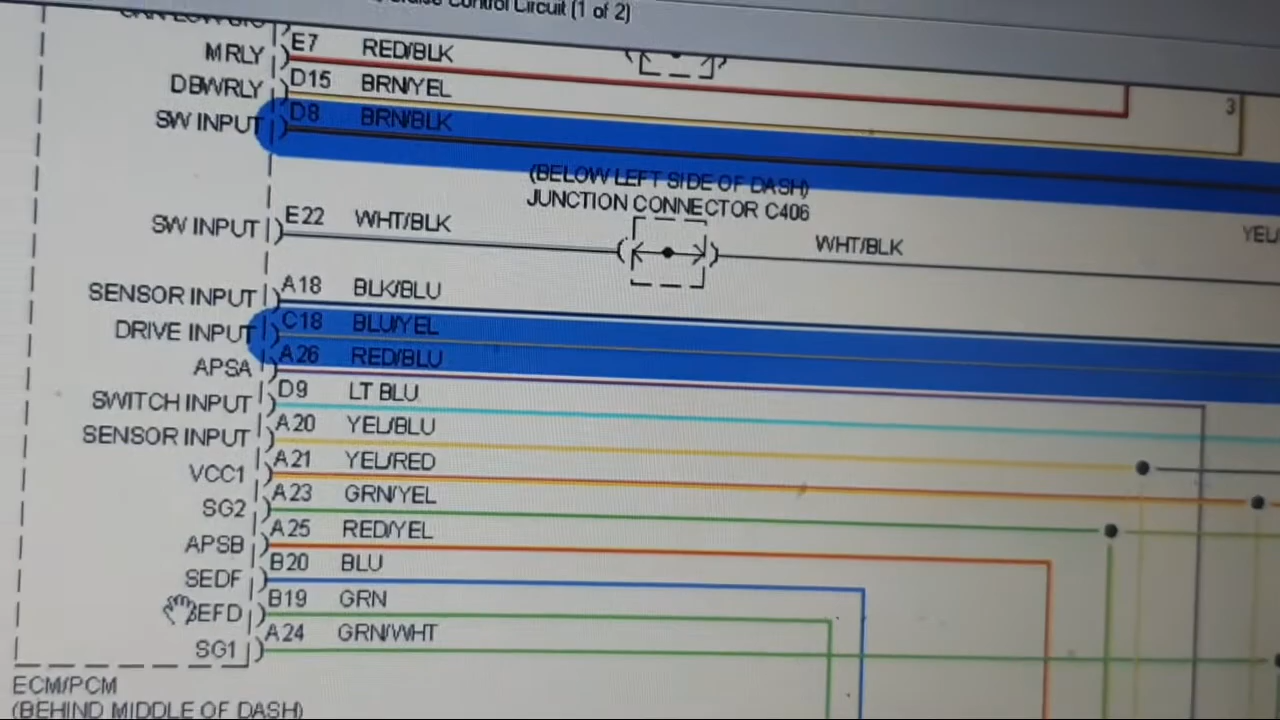 Control Circuit (1 of 2)
MRLY E7 RED/BLK
DBWRLY D15 BRN/YEL 3
SW INPUT D8 BRN/BLK
(BELOW LEFT SIDE OF DASH)
JUNCTION CONNECTOR C406
SW INPUT E22 WHT/BLK WHT/BLK YEL
SENSOR INPUT A18 BLK/BLU
DRIVE INPUT C18 BLU/YEL
APSA A26 RED/BLU
SWITCH INPUT D9 LT BLU
SENSOR INPUT A20 YEL/BLU
VCC1 A21 YEL/RED
SG2 A23 GRN/YEL
APSB A25 RED/YEL
SEDF B20 BLU
EFD B19 GRN
SG1 A24 GRN/WHT
ECM/PCM
(BEHIND MIDDLE OF DASH)